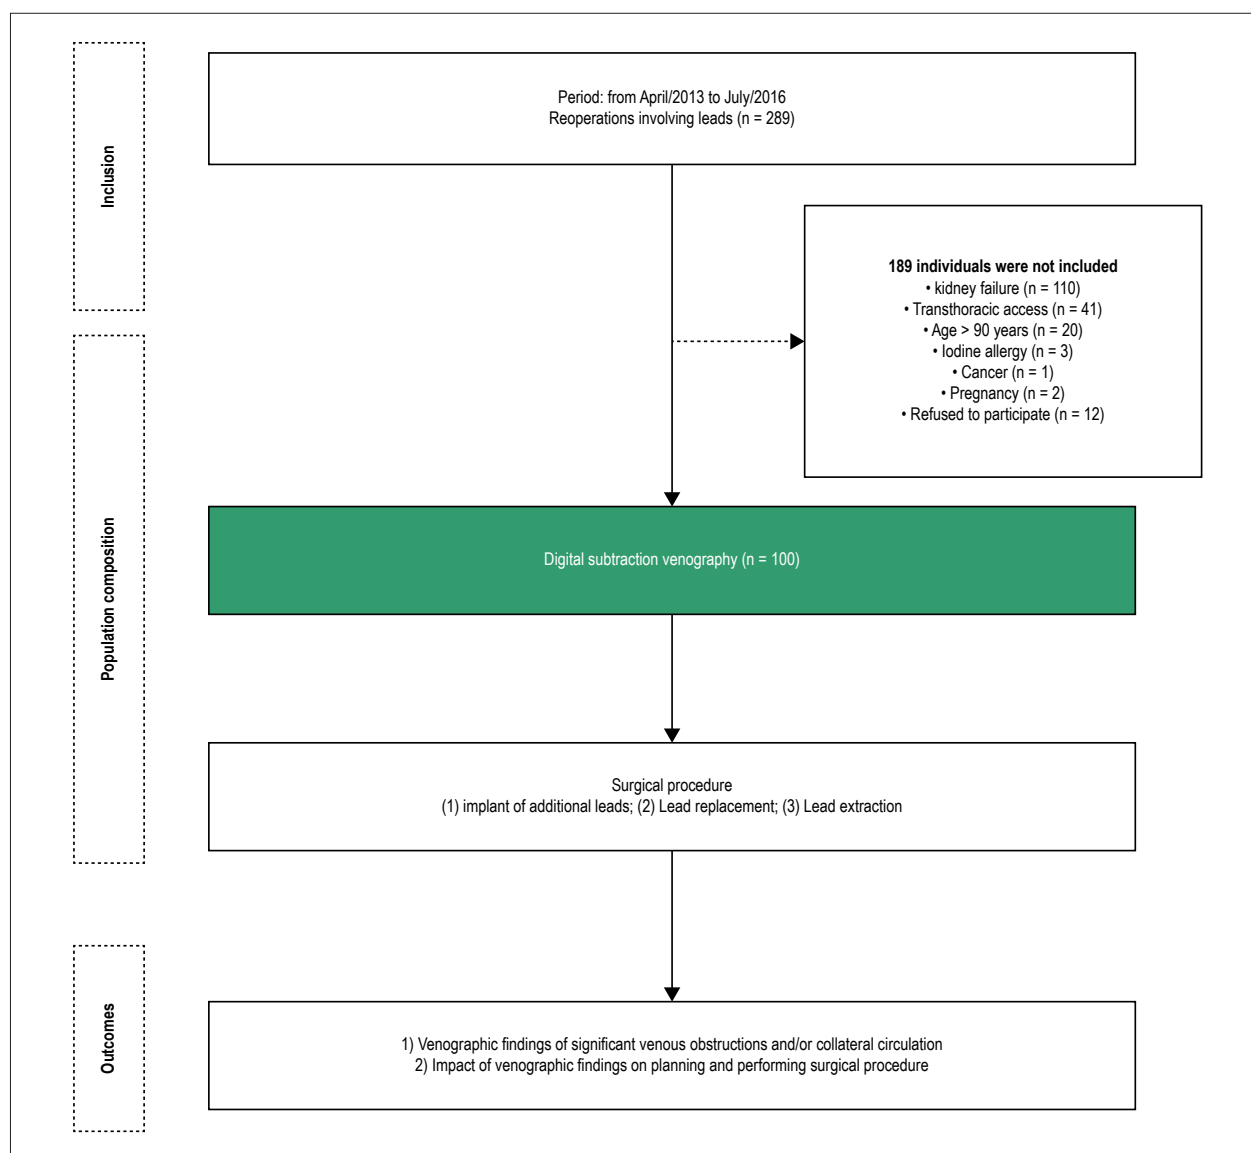 Inclusion
Period: from April/2013 to July/2016
Reoperations involving leads (n = 289)
189 individuals were not included
• kidney failure (n = 110)
• Transthoracic access (n = 41)
• Age > 90 years (n = 20)
• Iodine allergy (n = 3)
• Cancer (n = 1)
• Pregnancy (n = 2)
• Refused to participate (n = 12)
Population composition
Digital subtraction venography (n = 100)
Surgical procedure
(1) implant of additional leads; (2) Lead replacement; (3) Lead extraction
Outcomes
1) Venographic findings of significant venous obstructions and/or collateral circulation
2) Impact of venographic findings on planning and performing surgical procedure